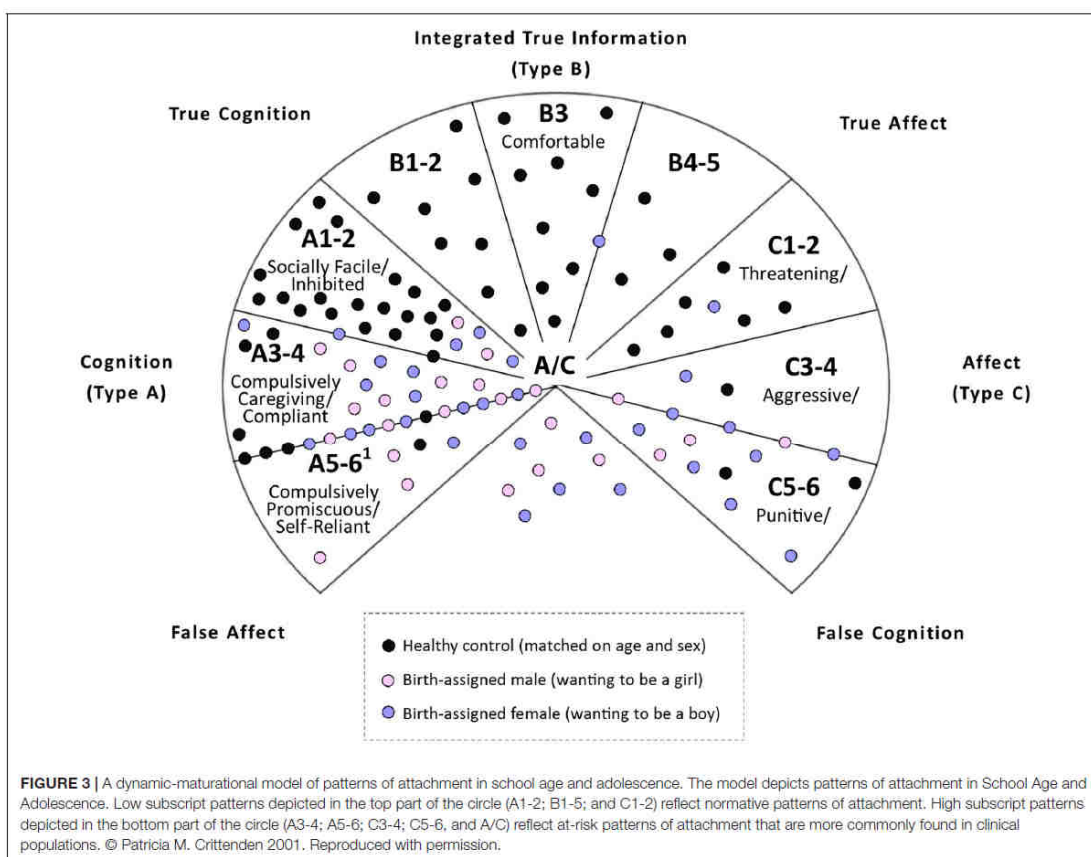 Integrated True Information
(Type B)
True Cognition
True Affect
B3
Comfortable
B1-2
B4-5
A1-2
Socially Facile/
Inhibited
C1-2
Threatening/
Cognition
(Type A)
A3-4
Compulsively
Caregiving/
Compliant
A/C
C3-4
Aggressive/
Affect
(Type C)
A5-6¹
Compulsively
Promiscuous/
Self-Reliant
C5-6
Punitive/
False Affect
False Cognition
Healthy control (matched on age and sex)
Birth-assigned male (wanting to be a girl)
Birth-assigned female (wanting to be a boy)
FIGURE 3 | A dynamic-maturational model of patterns of attachment in school age and adolescence. The model depicts patterns of attachment in School Age and
Adolescence. Low subscript patterns depicted in the top part of the circle (A1-2; B1-5; and C1-2) reflect normative patterns of attachment. High subscript patterns
depicted in the bottom part of the circle (A3-4; A5-6; C3-4; C5-6, and A/C) reflect at-risk patterns of attachment that are more commonly found in clinical
populations. © Patricia M. Crittenden 2001. Reproduced with permission.